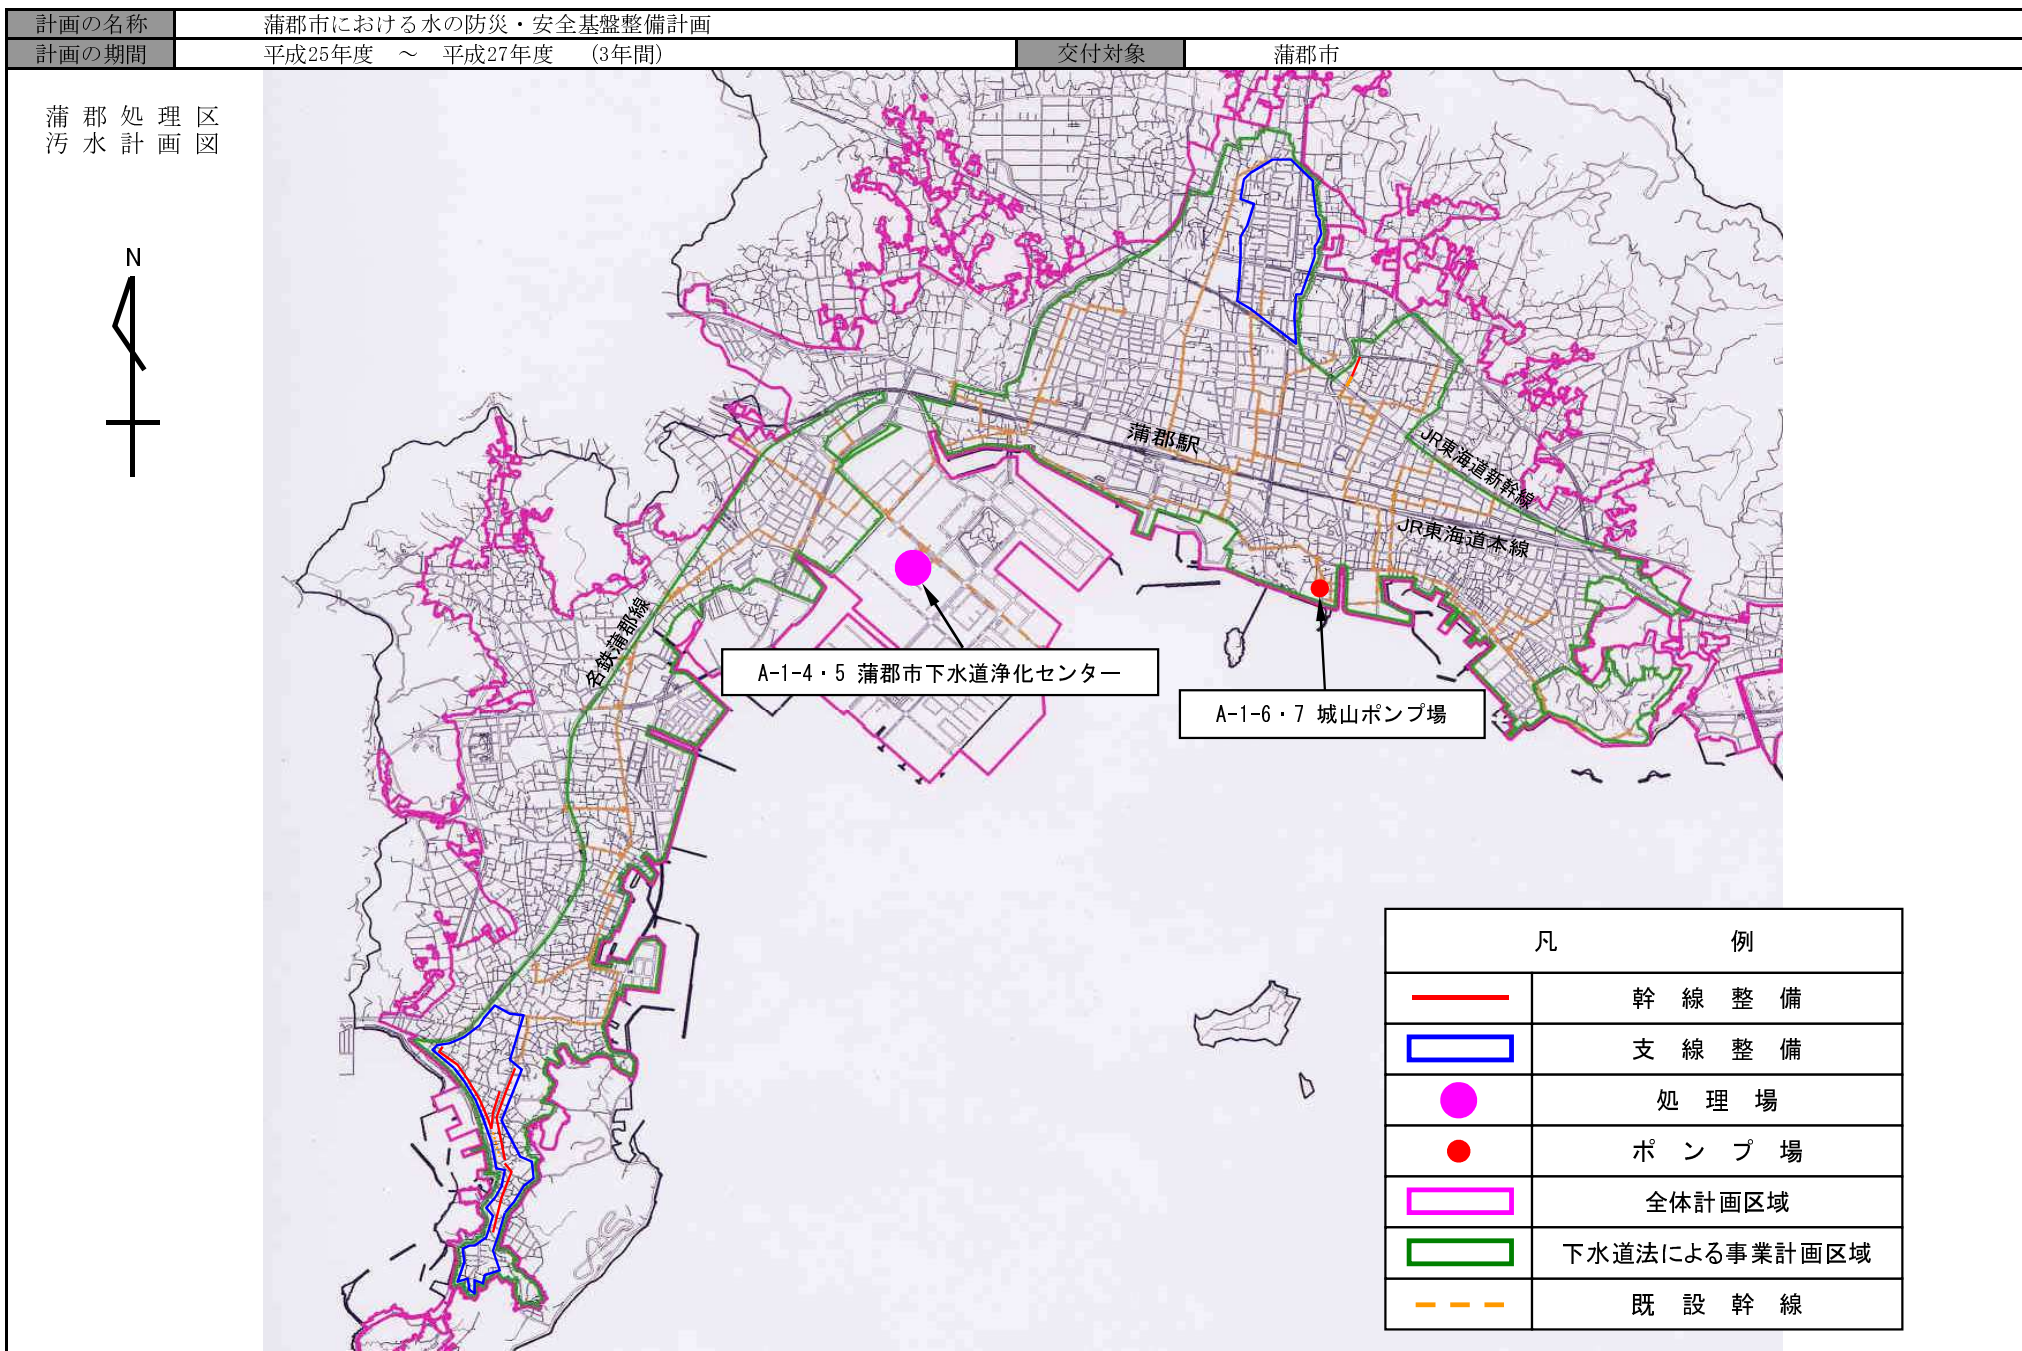 計画の名称 蒲郡市における水の防災・安全基盤整備計画
計画の期間 平成25年度 ～ 平成27年度 (3年間) 交付対象 蒲郡市
蒲郡処理区
汚水計画図
N
蒲郡駅
JR東海道新幹線
JR東海道本線
名鉄蒲郡線
A-1-4・5 蒲郡市下水道浄化センター
A-1-6・7 城山ポンプ場
凡例
幹線整備
支線整備
処理場
ポンプ場
全体計画区域
下水道法による事業計画区域
既設幹線